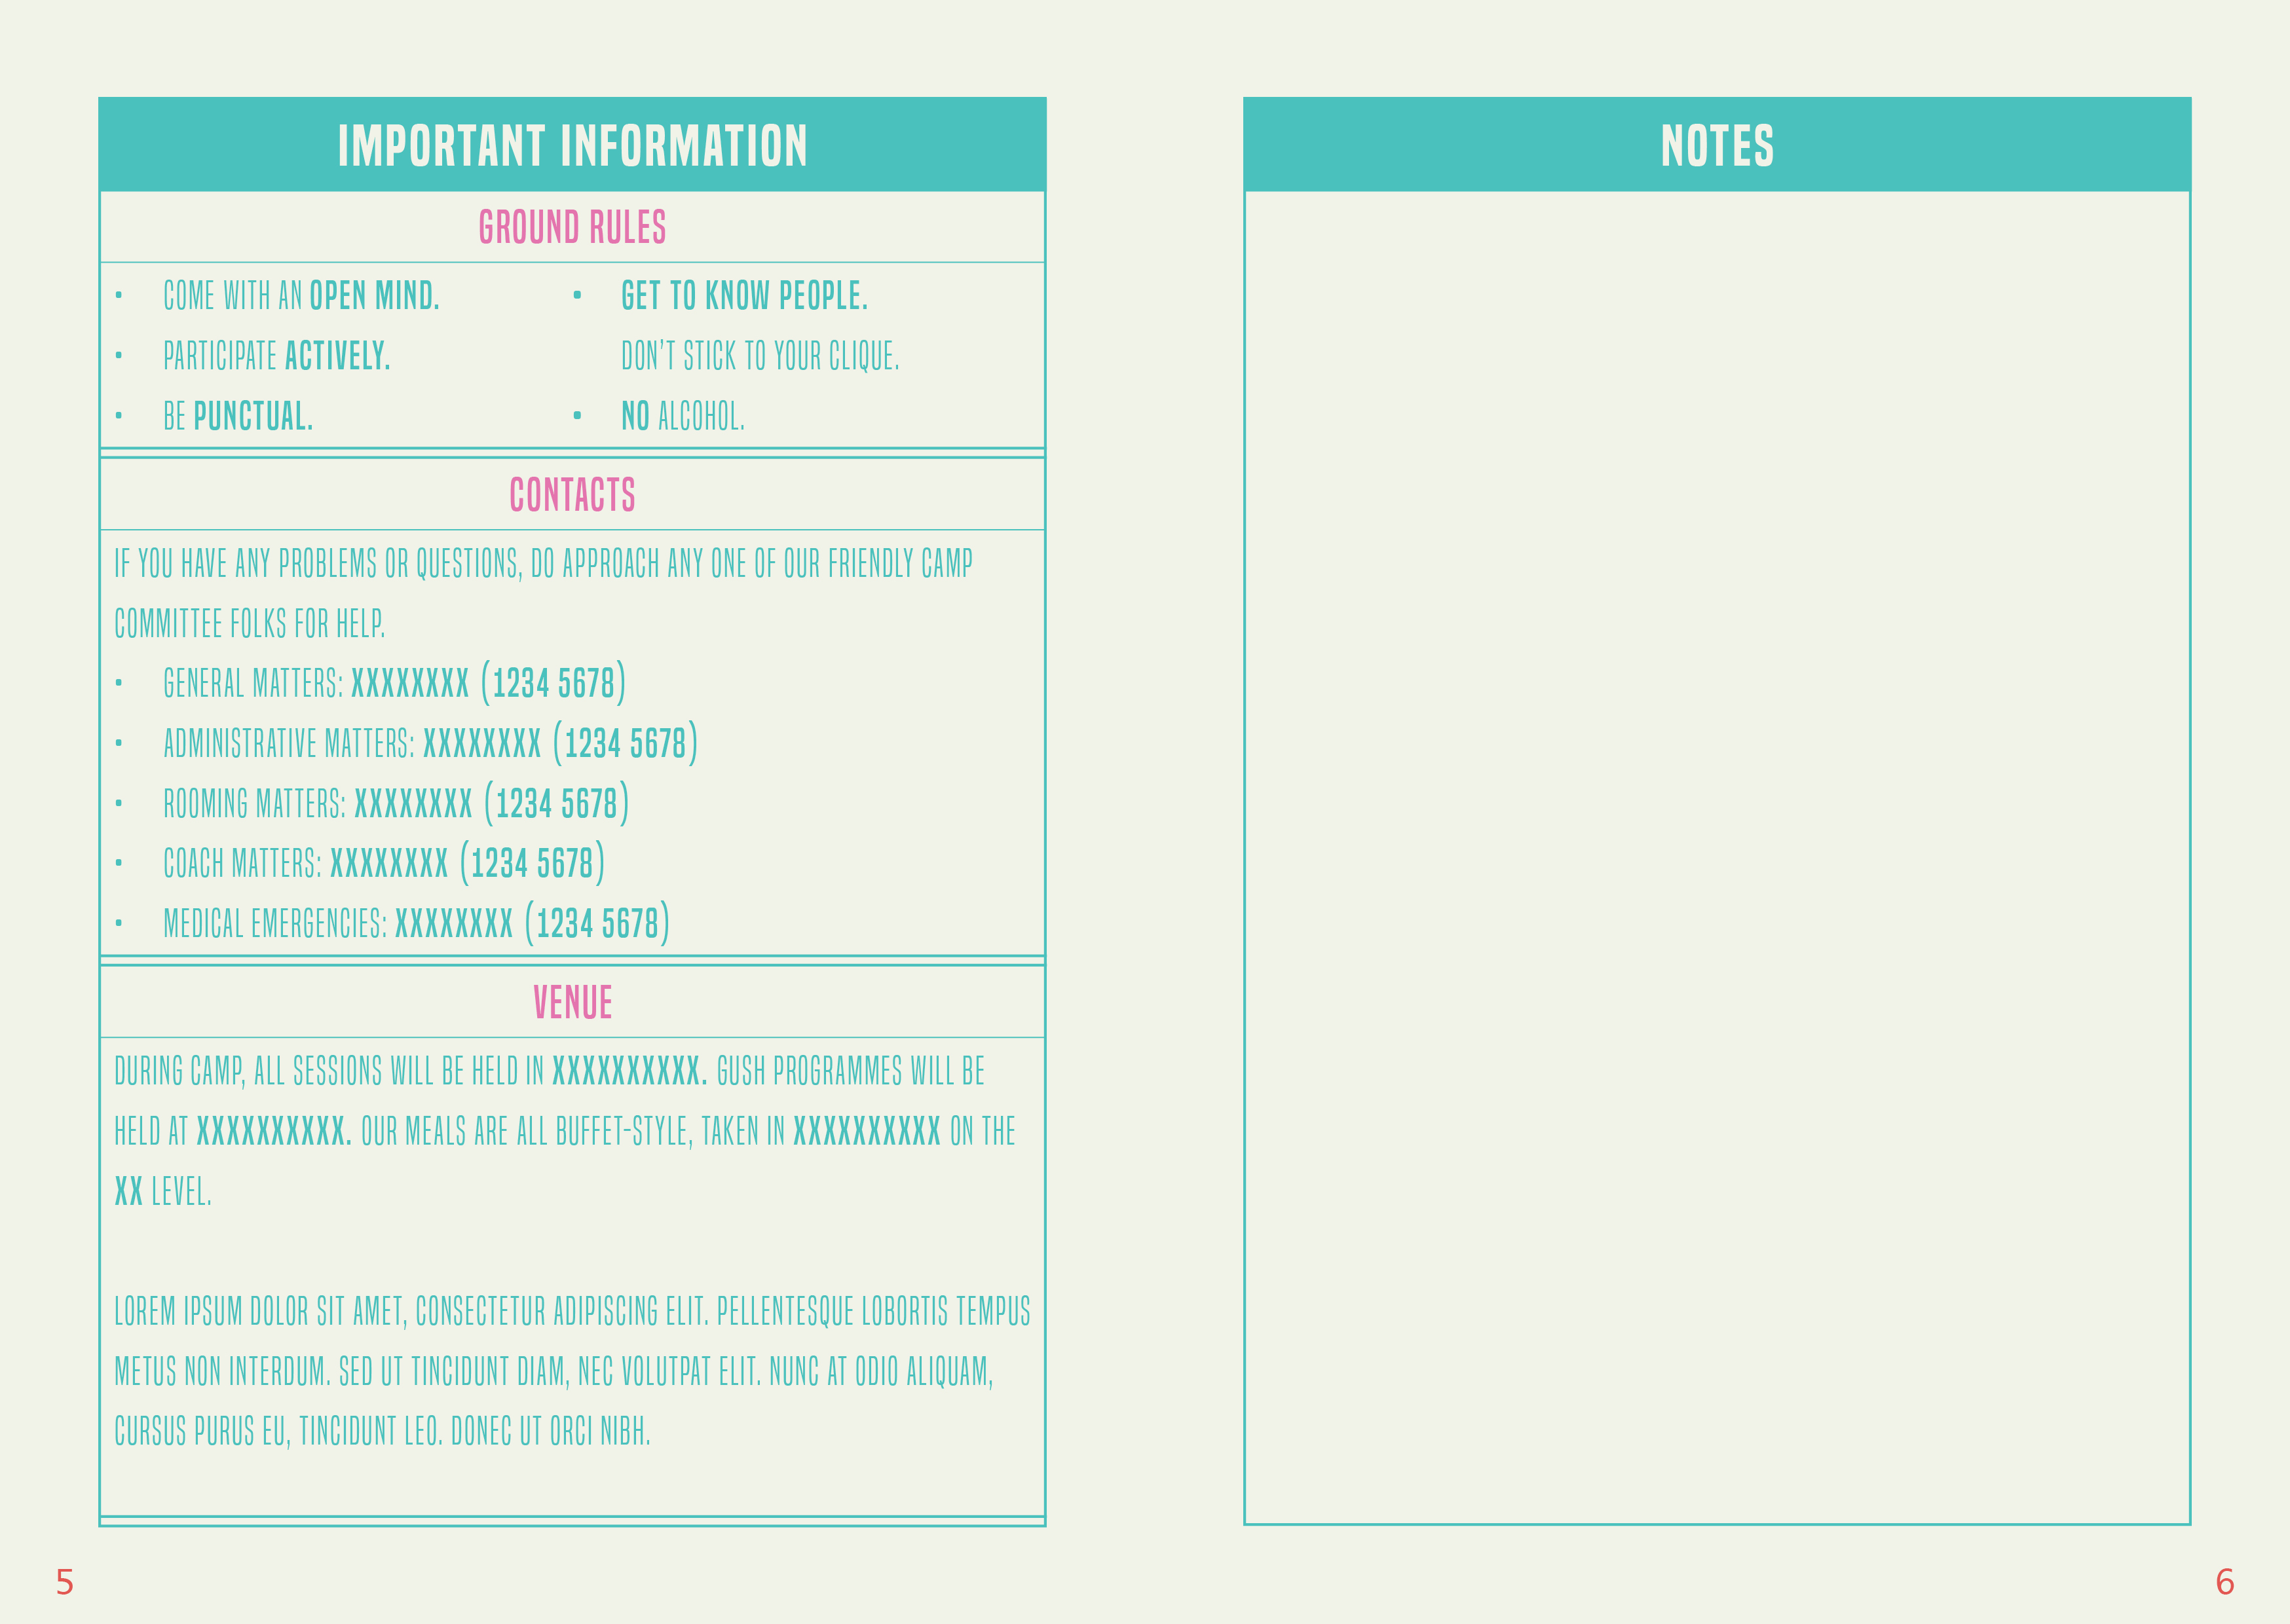 IMPORTANT INFORMATION
GROUND RULES
• COME WITH AN OPEN MIND.
• PARTICIPATE ACTIVELY.
• BE PUNCTUAL.
• GET TO KNOW PEOPLE.
DON'T STICK TO YOUR CLIQUE.
• NO ALCOHOL.
CONTACTS
IF YOU HAVE ANY PROBLEMS OR QUESTIONS, DO APPROACH ANY ONE OF OUR FRIENDLY CAMP
COMMITTEE FOLKS FOR HELP.
• GENERAL MATTERS: XXXXXXXX (1234 5678)
• ADMINISTRATIVE MATTERS: XXXXXXXX (1234 5678)
• ROOMING MATTERS: XXXXXXXX (1234 5678)
• COACH MATTERS: XXXXXXXX (1234 5678)
• MEDICAL EMERGENCIES: XXXXXXXX (1234 5678)
VENUE
DURING CAMP, ALL SESSIONS WILL BE HELD IN XXXXXXXXXX. GUSH PROGRAMMES WILL BE
HELD AT XXXXXXXXXX. OUR MEALS ARE ALL BUFFET-STYLE, TAKEN IN XXXXXXXXXX ON THE
XX LEVEL.
LOREM IPSUM DOLOR SIT AMET, CONSECTETUR ADIPISCING ELIT. PELLENTESQUE LOBORTIS TEMPUS
METUS NON INTERDUM. SED UT TINCIDUNT DIAM, NEC VOLUTPAT ELIT. NUNC AT ODIO ALIQUAM,
CURSUS PURUS EU, TINCIDUNT LEO. DONEC UT ORCI NIBH.
5
NOTES
6